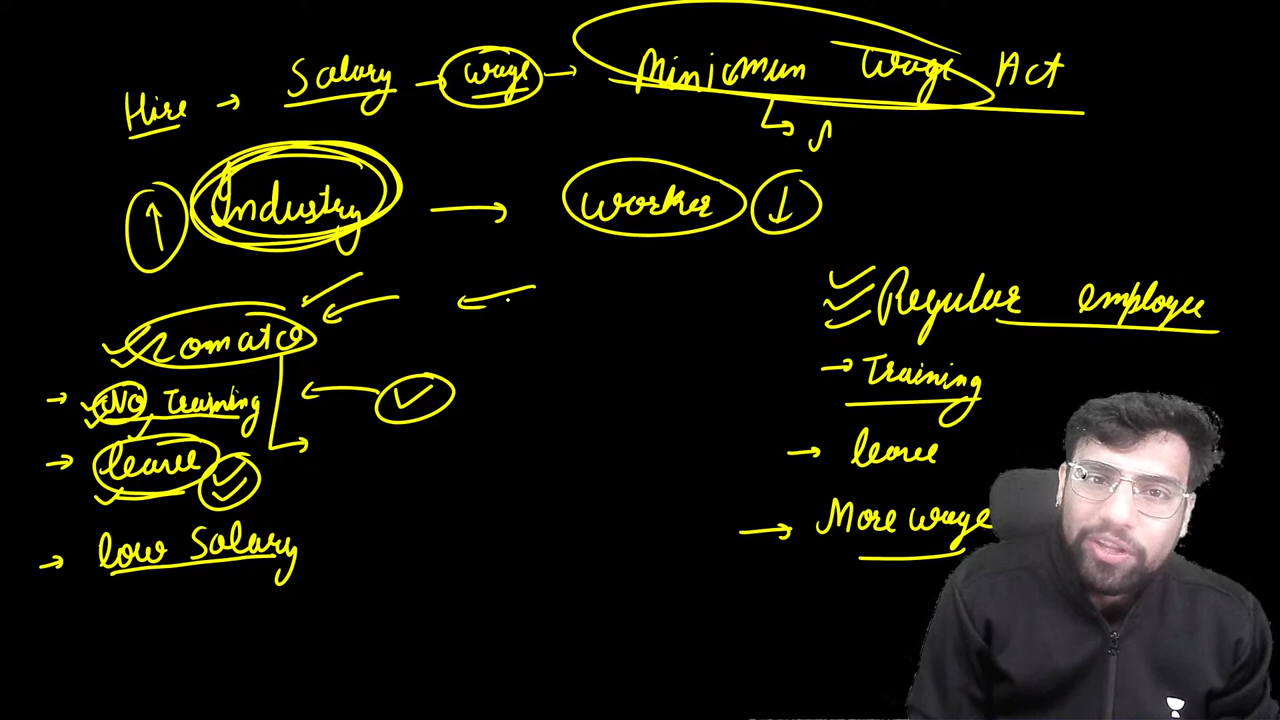 Hire → Salary → Wage → Miniomum Wage Act
↑ Industry → Worker ↓
Zomato
→ No Training
→ leave
→ low Salary
Regular employee
→ Training
→ leave
→ More wage